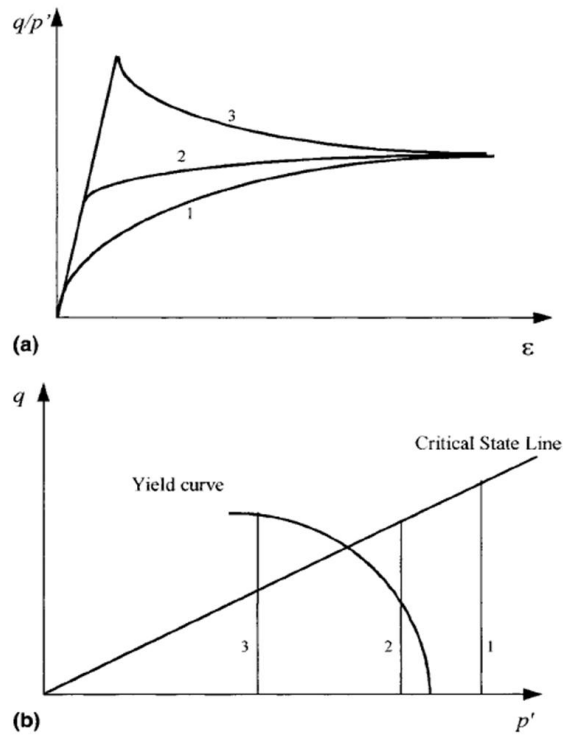 q/p'
3
2
1
(a)
ε
q
Critical State Line
Yield curve
3
2
1
(b)
p'